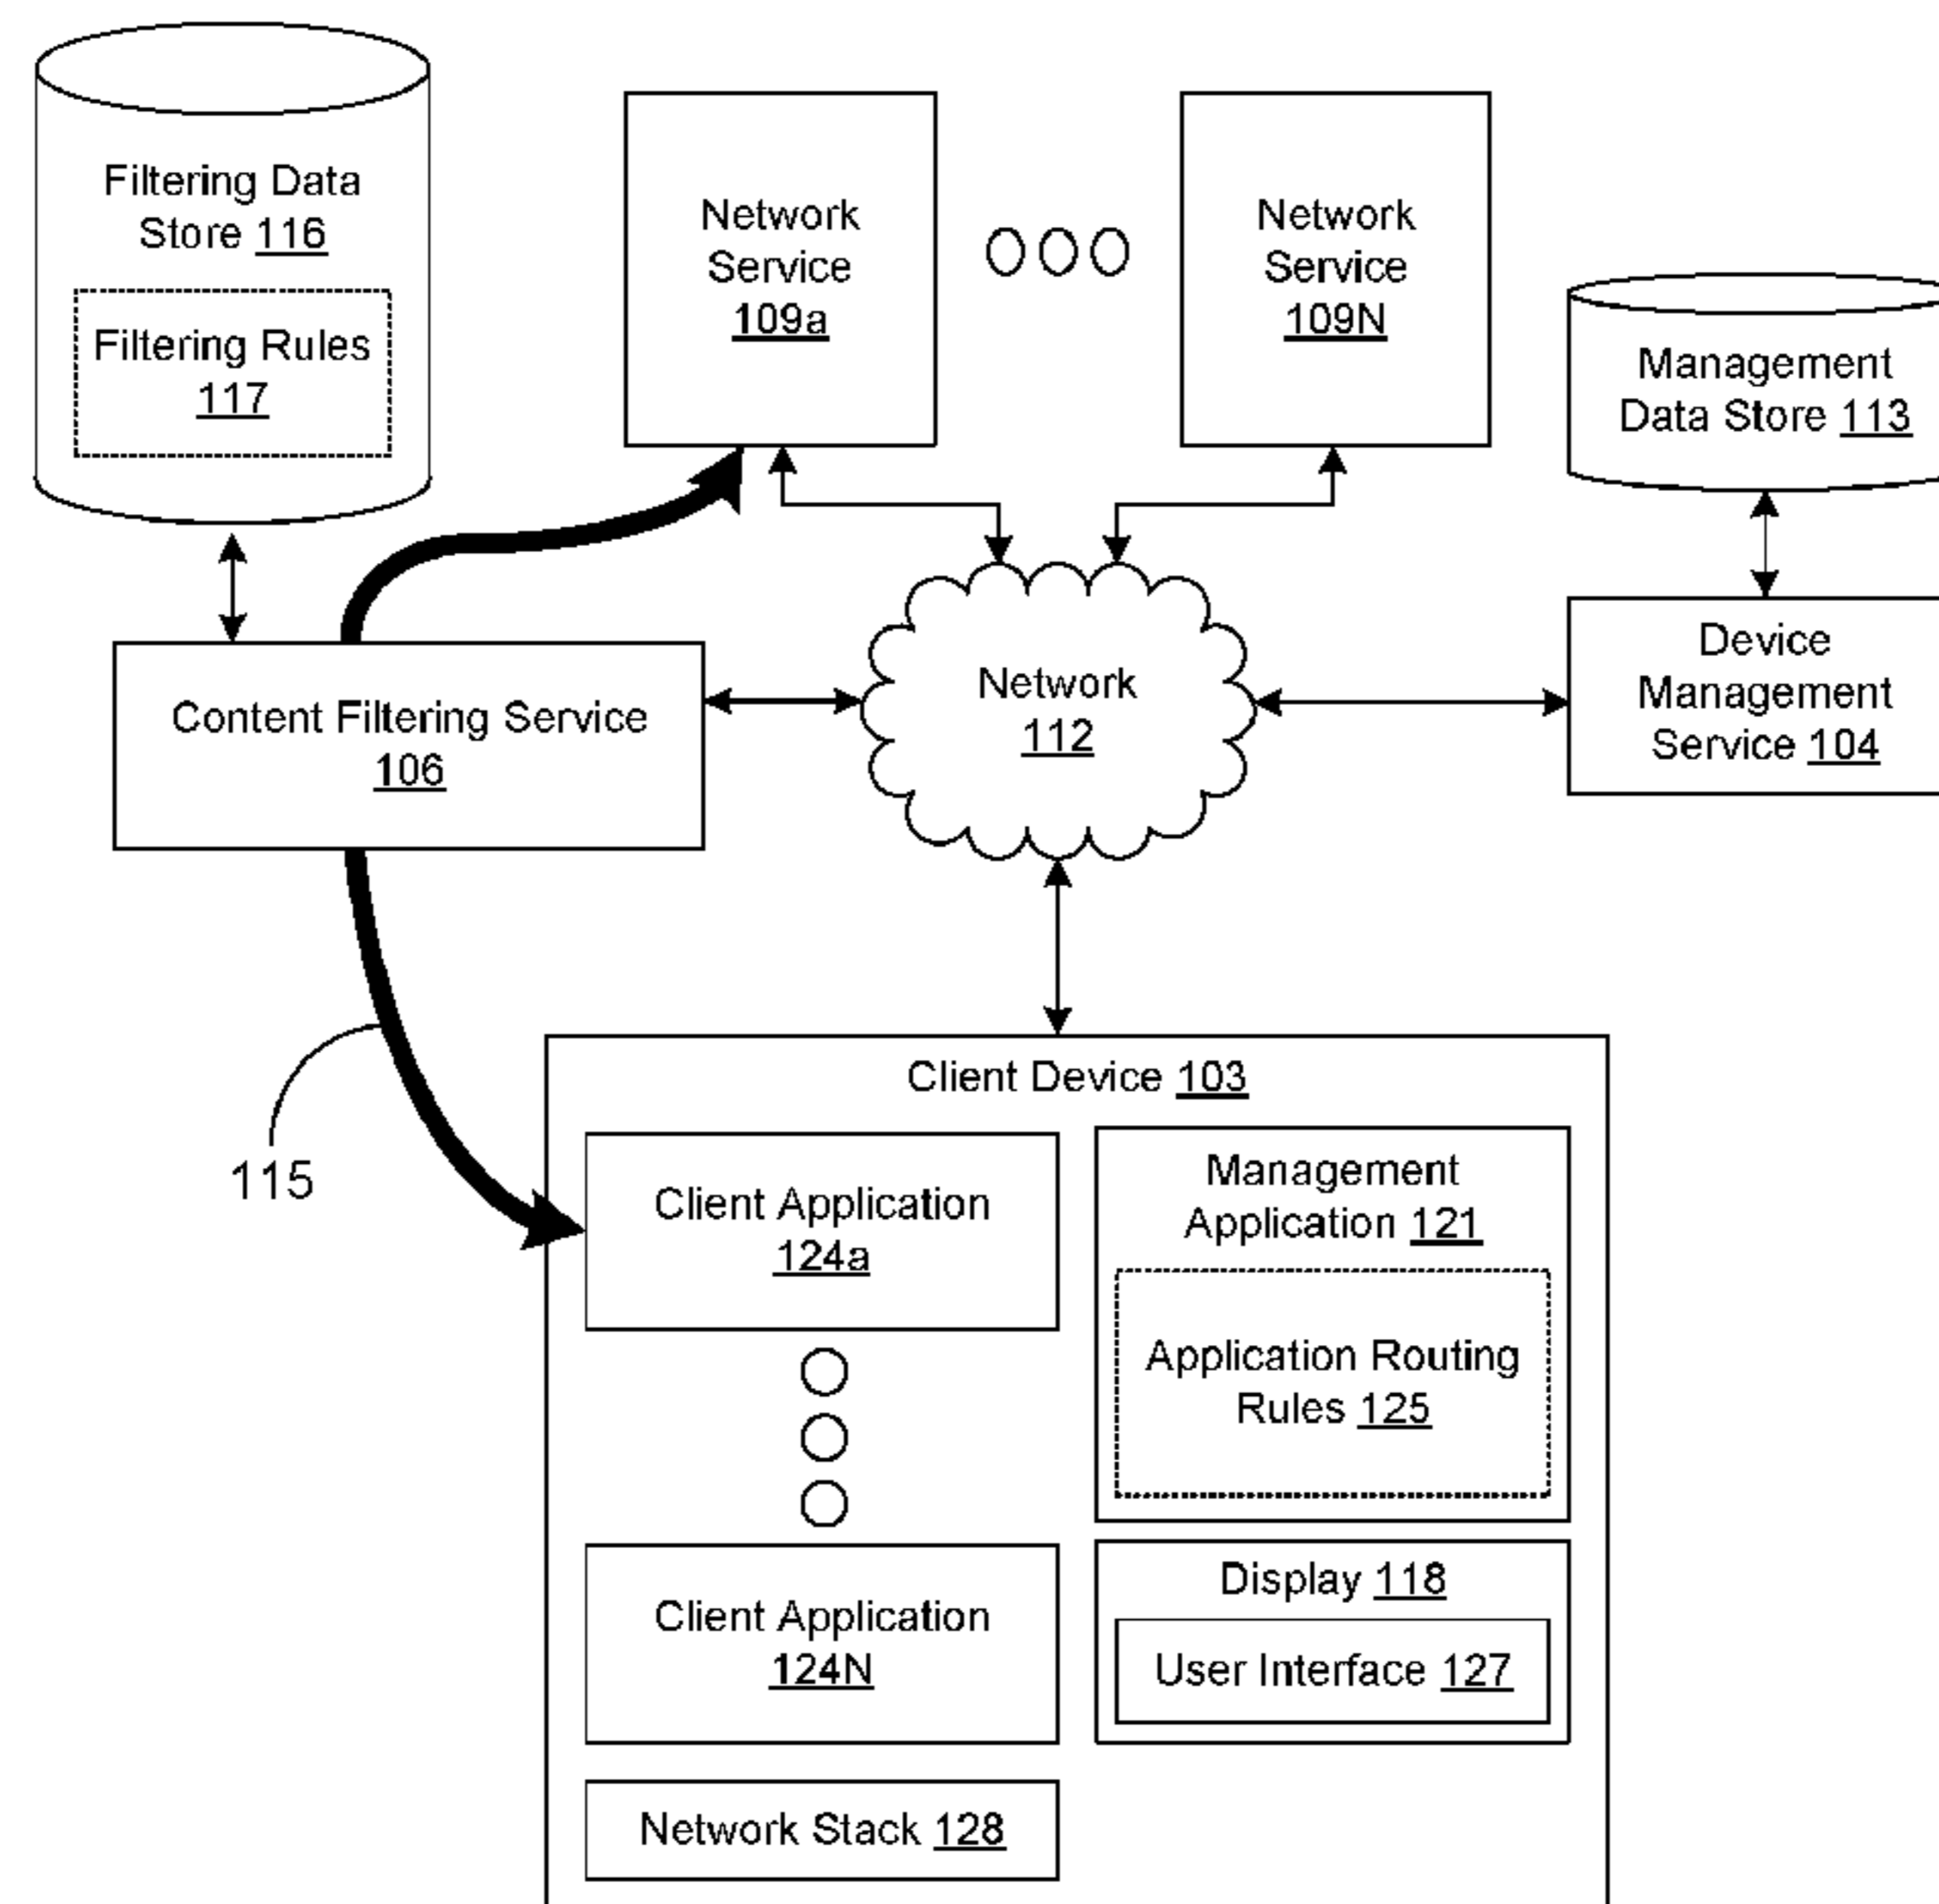 Filtering Data
Store 116
Filtering Rules
117
Network
Service
109a
Network
Service
109N
Management
Data Store 113
Content Filtering Service
106
Network
112
Device
Management
Service 104
115
Client Device 103
Client Application
124a
Management
Application 121
Application Routing
Rules 125
Client Application
124N
Display 118
User Interface 127
Network Stack 128